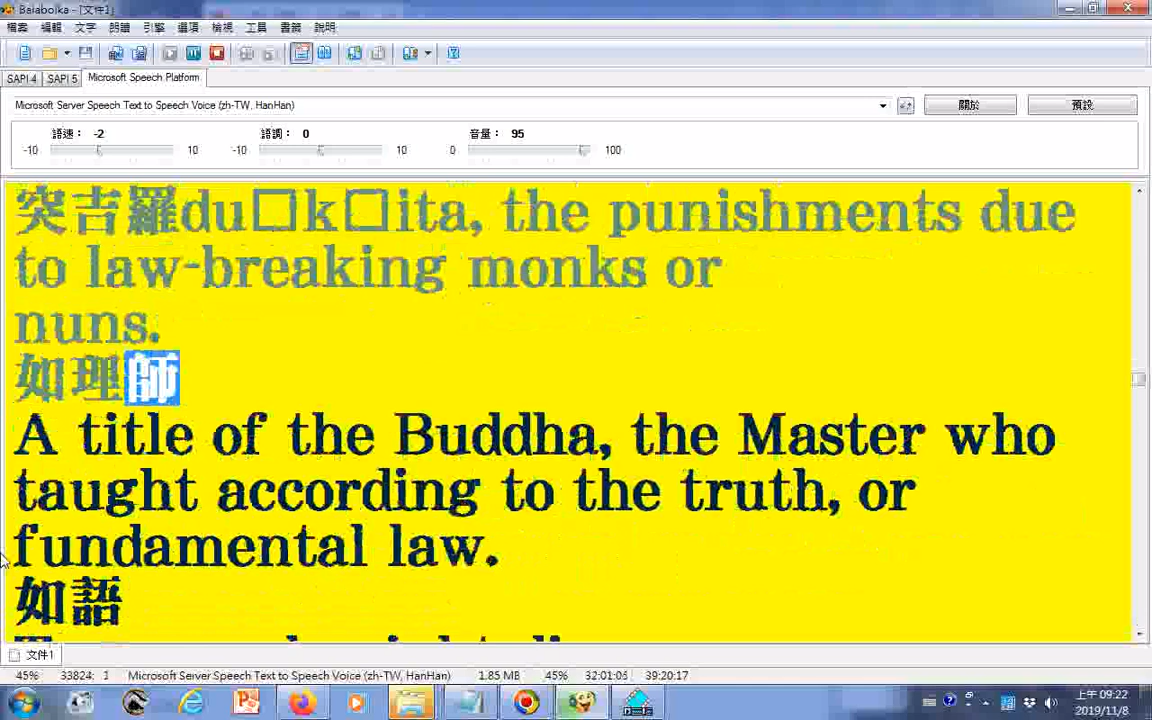 Balabolka - [文件1]
檔案 編輯 文字 朗讀 引擎 選項 檢視 工具 書籤 說明
SAPI 4 SAPI 5 Microsoft Speech Platform
Microsoft Server Speech Text to Speech Voice (zh-TW, HanHan) 關於 預設
語速: -2 語調: 0 音量: 95
-10 10 -10 10 0 100
突吉羅du□k□ita, the punishments due
to law-breaking monks or
nuns.
如理師
A title of the Buddha, the Master who
taught according to the truth, or
fundamental law.
如語
文件1
45% 33824: 1 Microsoft Server Speech Text to Speech Voice (zh-TW, HanHan) 1.85 MB 45% 32:01:06 39:20:17
上午 09:22
2019/11/8